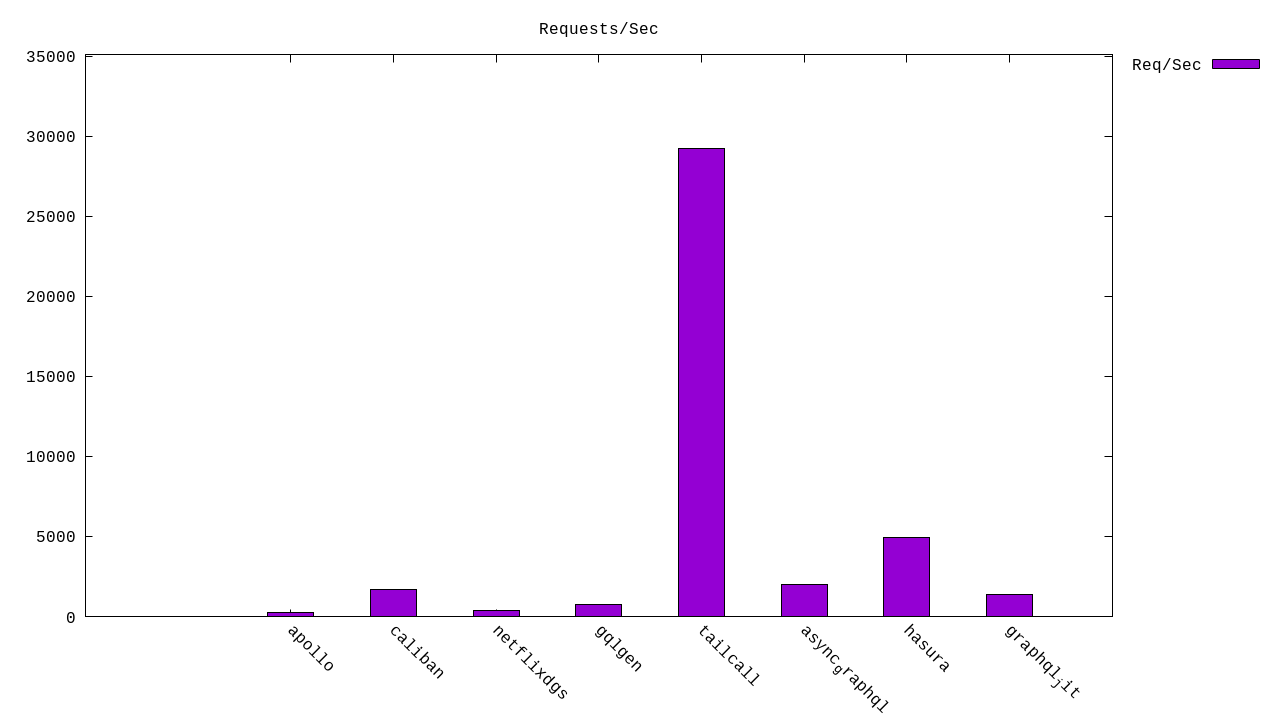 Requests/Sec
Req/Sec
35000
30000
25000
20000
15000
10000
5000
0
apollo
caliban
netflixdgs
gqlgen
tailcall
async_graphql
hasura
graphql_jit